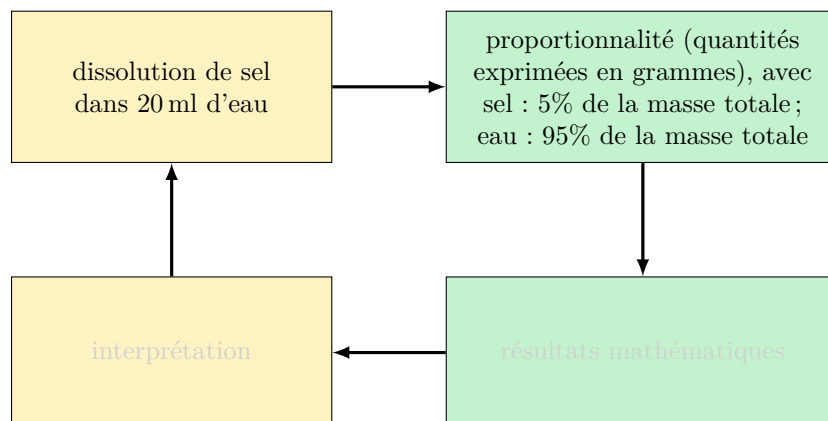 dissolution de sel
dans 20 ml d'eau
proportionnalité (quantités
exprimées en grammes), avec
sel : 5% de la masse totale ;
eau : 95% de la masse totale
interprétation
résultats mathématiques